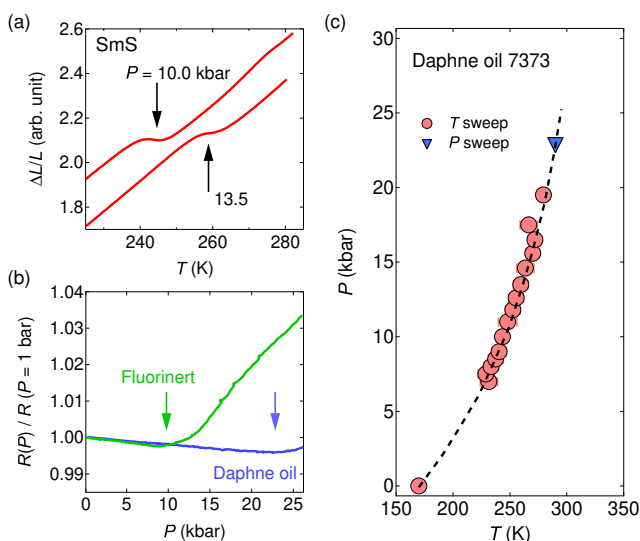 (a)
SmS
P = 10.0 kbar
13.5
ΔL/L (arb. unit)
2.6
2.4
2.2
2.0
1.8
240
260
280
T (K)
(b)
R(P) / R (P = 1 bar)
1.04
1.03
1.02
1.01
1.00
0.99
Fluorinert
Daphne oil
0
5
10
15
20
25
P (kbar)
(c)
Daphne oil 7373
T sweep
P sweep
P (kbar)
30
25
20
15
10
5
0
150
200
250
300
350
T (K)